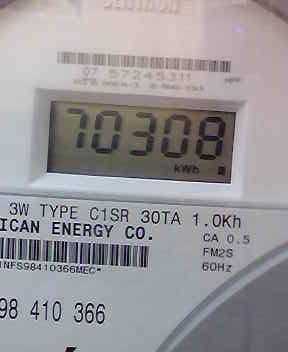 07 57245311
70308
kWh
3W TYPE C1SR 30TA 1.0Kh
ICAN ENERGY CO.
CA 0.5
FM2S
60Hz
1NFS98410366MEC*
98 410 366